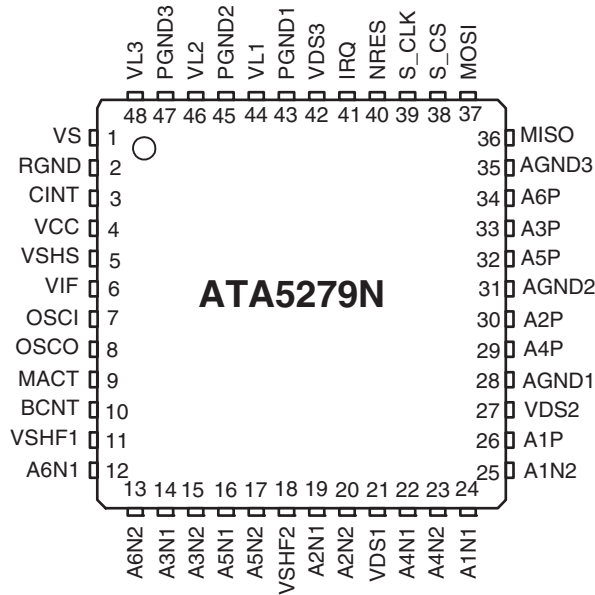 VL3 PGND3 VL2 PGND2 VL1 PGND1 VDS3 IRQ NRES S_CLK S_CS MOSI
48 47 46 45 44 43 42 41 40 39 38 37
VS 1 36 MISO
RGND 2 35 AGND3
CINT 3 34 A6P
VCC 4 33 A3P
VSHS 5 32 A5P
VIF 6 31 AGND2
ATA5279N
OSCI 7 30 A2P
OSCO 8 29 A4P
MACT 9 28 AGND1
BCNT 10 27 VDS2
VSHF1 11 26 A1P
A6N1 12 25 A1N2
13 14 15 16 17 18 19 20 21 22 23 24
A6N2 A3N1 A3N2 A5N1 A5N2 VSHF2 A2N1 A2N2 VDS1 A4N1 A4N2 A1N1